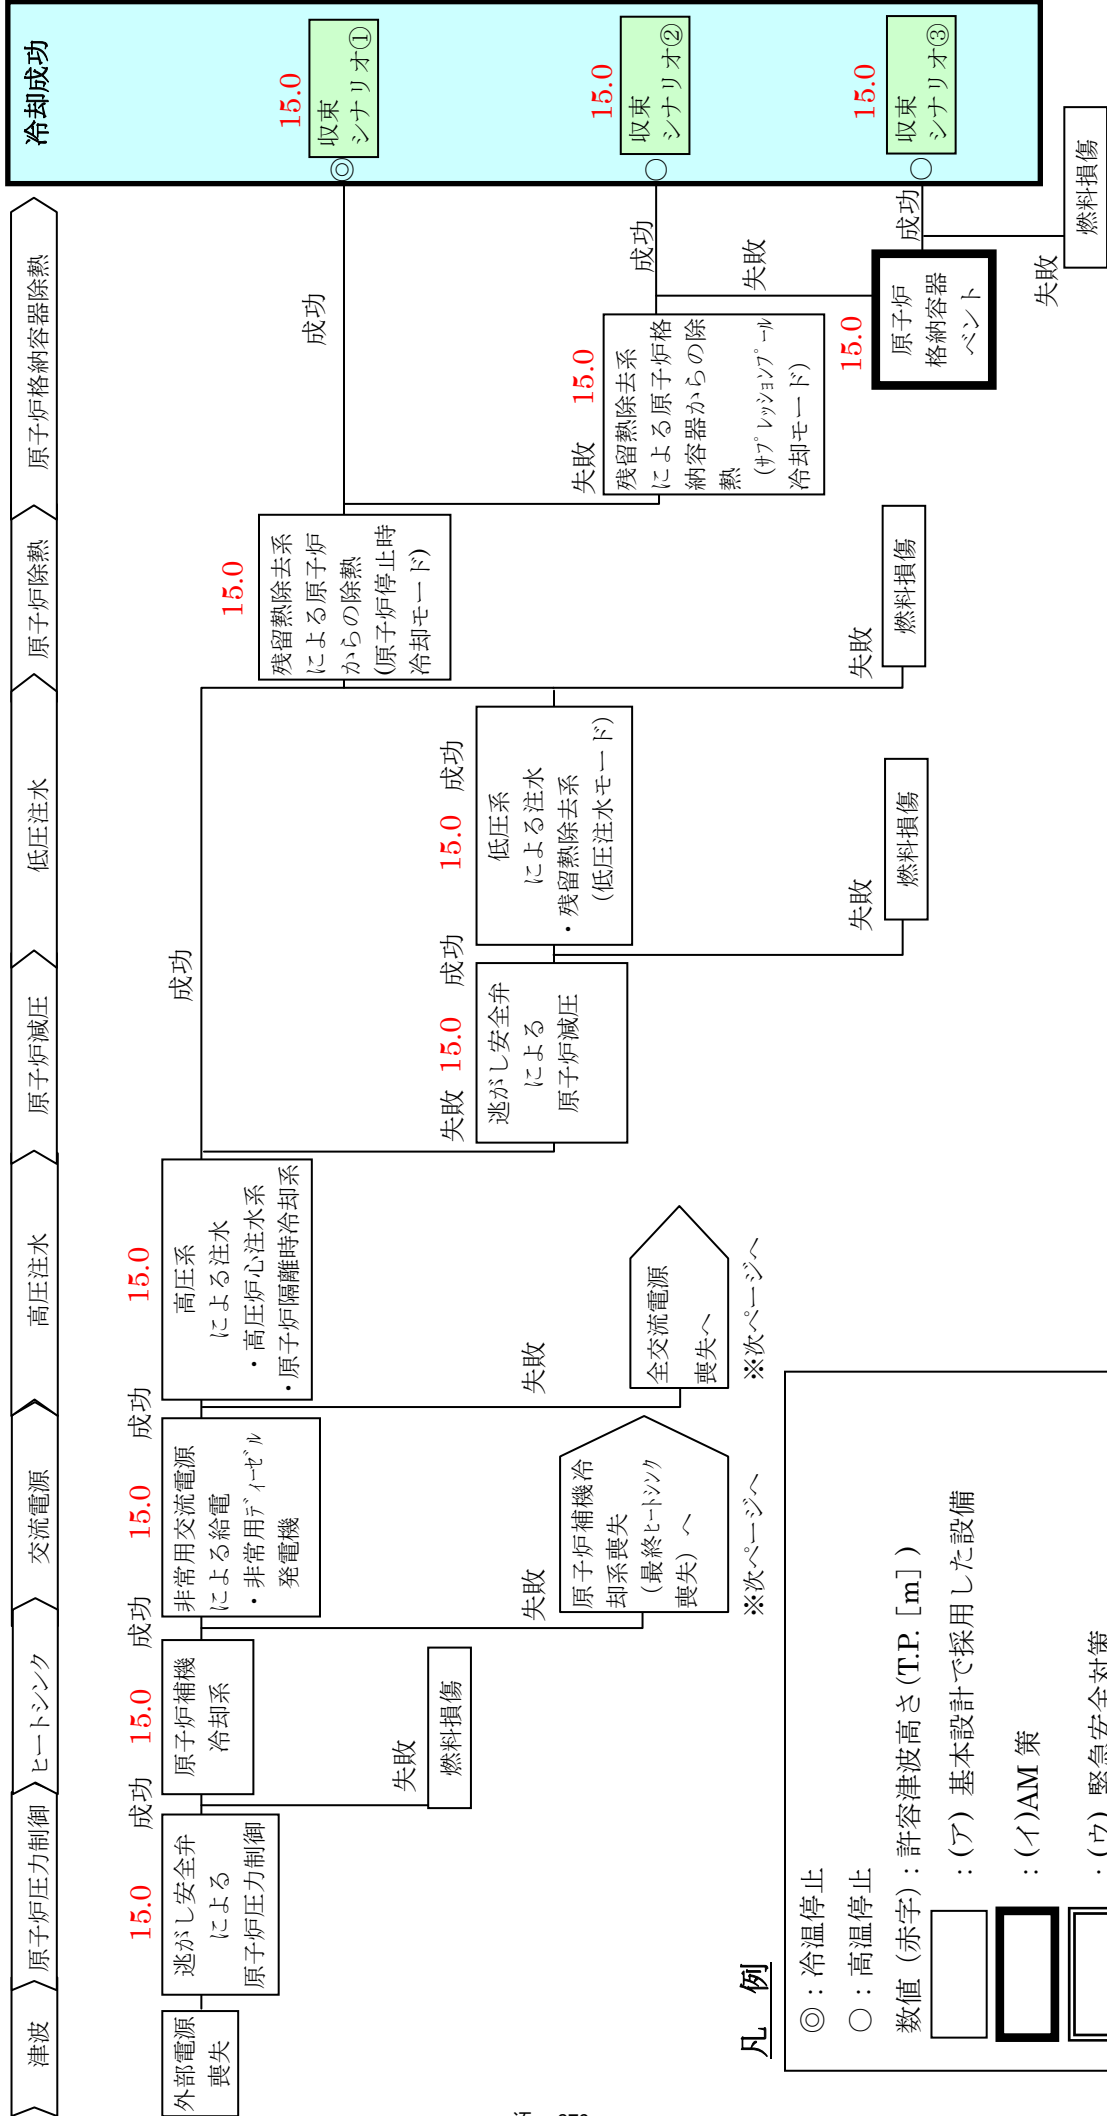 津波
原子炉圧力制御
ヒートシンク
交流電源
高圧注水
原子炉減圧
低圧注水
原子炉除熱
原子炉格納容器除熱
冷却成功
外部電源
喪失
15.0
逃がし安全弁
による
原子炉圧力制御
成功
失敗
燃料損傷
15.0
原子炉補機
冷却系
成功
失敗
原子炉補機冷
却系喪失
(最終ヒートシンク
喪失)へ
※次ページへ
15.0
非常用交流電源
による給電
・非常用ディーゼル
発電機
成功
失敗
全交流電源
喪失へ
※次ページへ
15.0
高圧系
による注水
・高圧炉心注水系
・原子炉隔離時冷却系
成功
失敗
15.0
逃がし安全弁
による
原子炉減圧
成功
失敗
燃料損傷
15.0
低圧系
による注水
・残留熱除去系
(低圧注水モード)
成功
失敗
燃料損傷
15.0
残留熱除去系
による原子炉
からの除熱
(原子炉停止時
冷却モード)
成功
失敗
15.0
残留熱除去系
による原子炉格
納容器からの除
熱
(サプレッションプール
冷却モード)
成功
失敗
15.0
原子炉
格納容器
ベント
成功
失敗
燃料損傷
◎
15.0
収束
シナリオ①
○
15.0
収束
シナリオ②
○
15.0
収束
シナリオ③
凡 例
◎：冷温停止
○：高温停止
数値（赤字）：許容津波高さ(T.P.［m］)
：(ア) 基本設計で採用した設備
：(イ)AM 策
：(ウ) 緊急安全対策